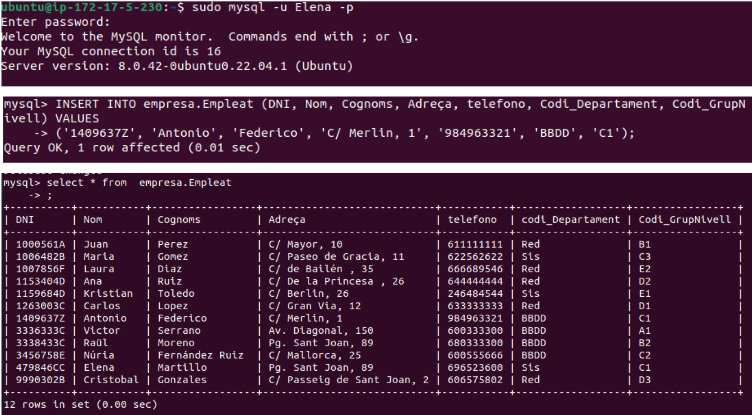 ubuntu@ip-172-17-5-230:~$ sudo mysql -u Elena -p
Enter password:
Welcome to the MySQL monitor.  Commands end with ; or \g.
Your MySQL connection id is 16
Server version: 8.0.42-0ubuntu0.22.04.1 (Ubuntu)
mysql> INSERT INTO empresa.Empleat (DNI, Nom, Cognoms, Adreça, telefono, Codi_Departament, Codi_GrupN
ivell) VALUES
    -> ('1409637Z', 'Antonio', 'Federico', 'C/ Merlin, 1', '984963321', 'BBDD', 'C1');
Query OK, 1 row affected (0.01 sec)
mysql> select * from  empresa.Empleat
    -> ;
| DNI | Nom | Cognoms | Adreça | telefono | codi_Departament | Codi_GrupNivell |
| 1000561A | Juan | Perez | C/ Mayor, 10 | 611111111 | Red | B1 |
| 1006482B | Maria | Gomez | C/ Paseo de Gracia, 11 | 622562622 | Sis | C3 |
| 1007856F | Laura | Diaz | C/ de Bailén , 35 | 666689546 | Red | E2 |
| 1153404D | Ana | Ruiz | C/ De la Princesa , 26 | 644444444 | Red | D2 |
| 1159684D | Kristian | Toledo | C/ Berlin, 26 | 246484544 | Sis | E1 |
| 1263003C | Carlos | Lopez | C/ Gran Via, 12 | 633333333 | Red | D1 |
| 1409637Z | Antonio | Federico | C/ Merlin, 1 | 984963321 | BBDD | C1 |
| 3336333C | Victor | Serrano | Av. Diagonal, 150 | 600333300 | BBDD | A1 |
| 3338433C | Raül | Moreno | Pg. Sant Joan, 89 | 680333300 | BBDD | B2 |
| 3456758E | Núria | Fernández Ruiz | C/ Mallorca, 25 | 600555666 | BBDD | C2 |
| 479846CC | Elena | Martillo | Pg. Sant Joan, 89 | 696523600 | Sis | C1 |
| 9990302B | Cristobal | Gonzales | C/ Passeig de Sant Joan, 2 | 606575802 | Red | D3 |
12 rows in set (0.00 sec)